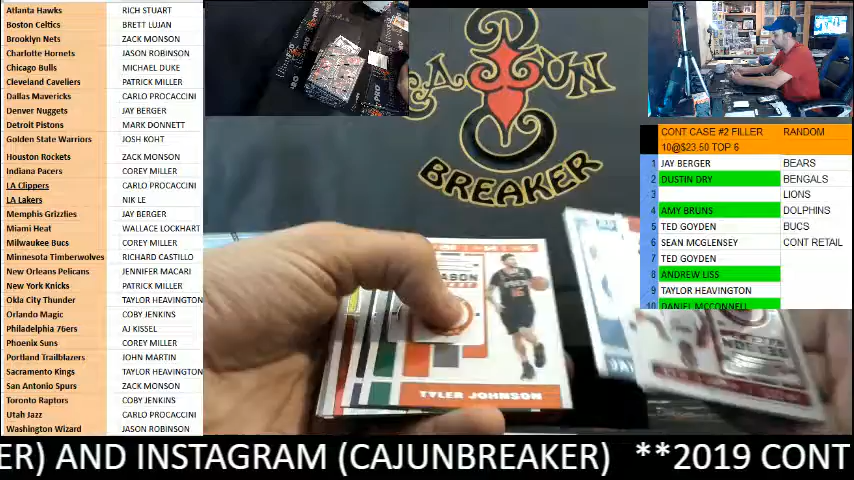 Atlanta Hawks RICH STUART
Boston Celtics BRETT LUJAN
Brooklyn Nets ZACK MONSON
Charlotte Hornets JASON ROBINSON
Chicago Bulls MICHAEL DUKE
Cleveland Cavaliers PATRICK MILLER
Dallas Mavericks CARLO PROCACCINI
Denver Nuggets JAY BERGER
Detroit Pistons MARK DONNETT
Golden State Warriors JOSH KOHT
Houston Rockets ZACK MONSON
Indiana Pacers COREY MILLER
LA Clippers CARLO PROCACCINI
LA Lakers NIK LE
Memphis Grizzlies JAY BERGER
Miami Heat WALLACE LOCKHART
Milwaukee Bucs COREY MILLER
Minnesota Timberwolves RICHARD CASTILLO
New Orleans Pelicans JENNIFER MACARI
New York Knicks PATRICK MILLER
Okla City Thunder TAYLOR HEAVINGTON
Orlando Magic COBY JENKINS
Philadelphia 76ers AJ KISSEL
Phoenix Suns COREY MILLER
Portland Trailblazers JOHN MARTIN
Sacramento Kings TAYLOR HEAVINGTON
San Antonio Spurs ZACK MONSON
Toronto Raptors COBY JENKINS
Utah Jazz CARLO PROCACCINI
Washington Wizard JASON ROBINSON
CAJUN
BREAKER
TYLER JOHNSON
CONT CASE #2 FILLER RANDOM
10@$23.50 TOP 6
1 JAY BERGER BEARS
2 DUSTIN DRY BENGALS
3 LIONS
4 AMY BRUNS DOLPHINS
5 TED GOYDEN BUCS
6 SEAN MCGLENSEY CONT RETAIL
7 TED GOYDEN
8 ANDREW LISS
9 TAYLOR HEAVINGTON
10 DANIEL MCCONNELL
ER) AND INSTAGRAM (CAJUNBREAKER) **2019 CONT